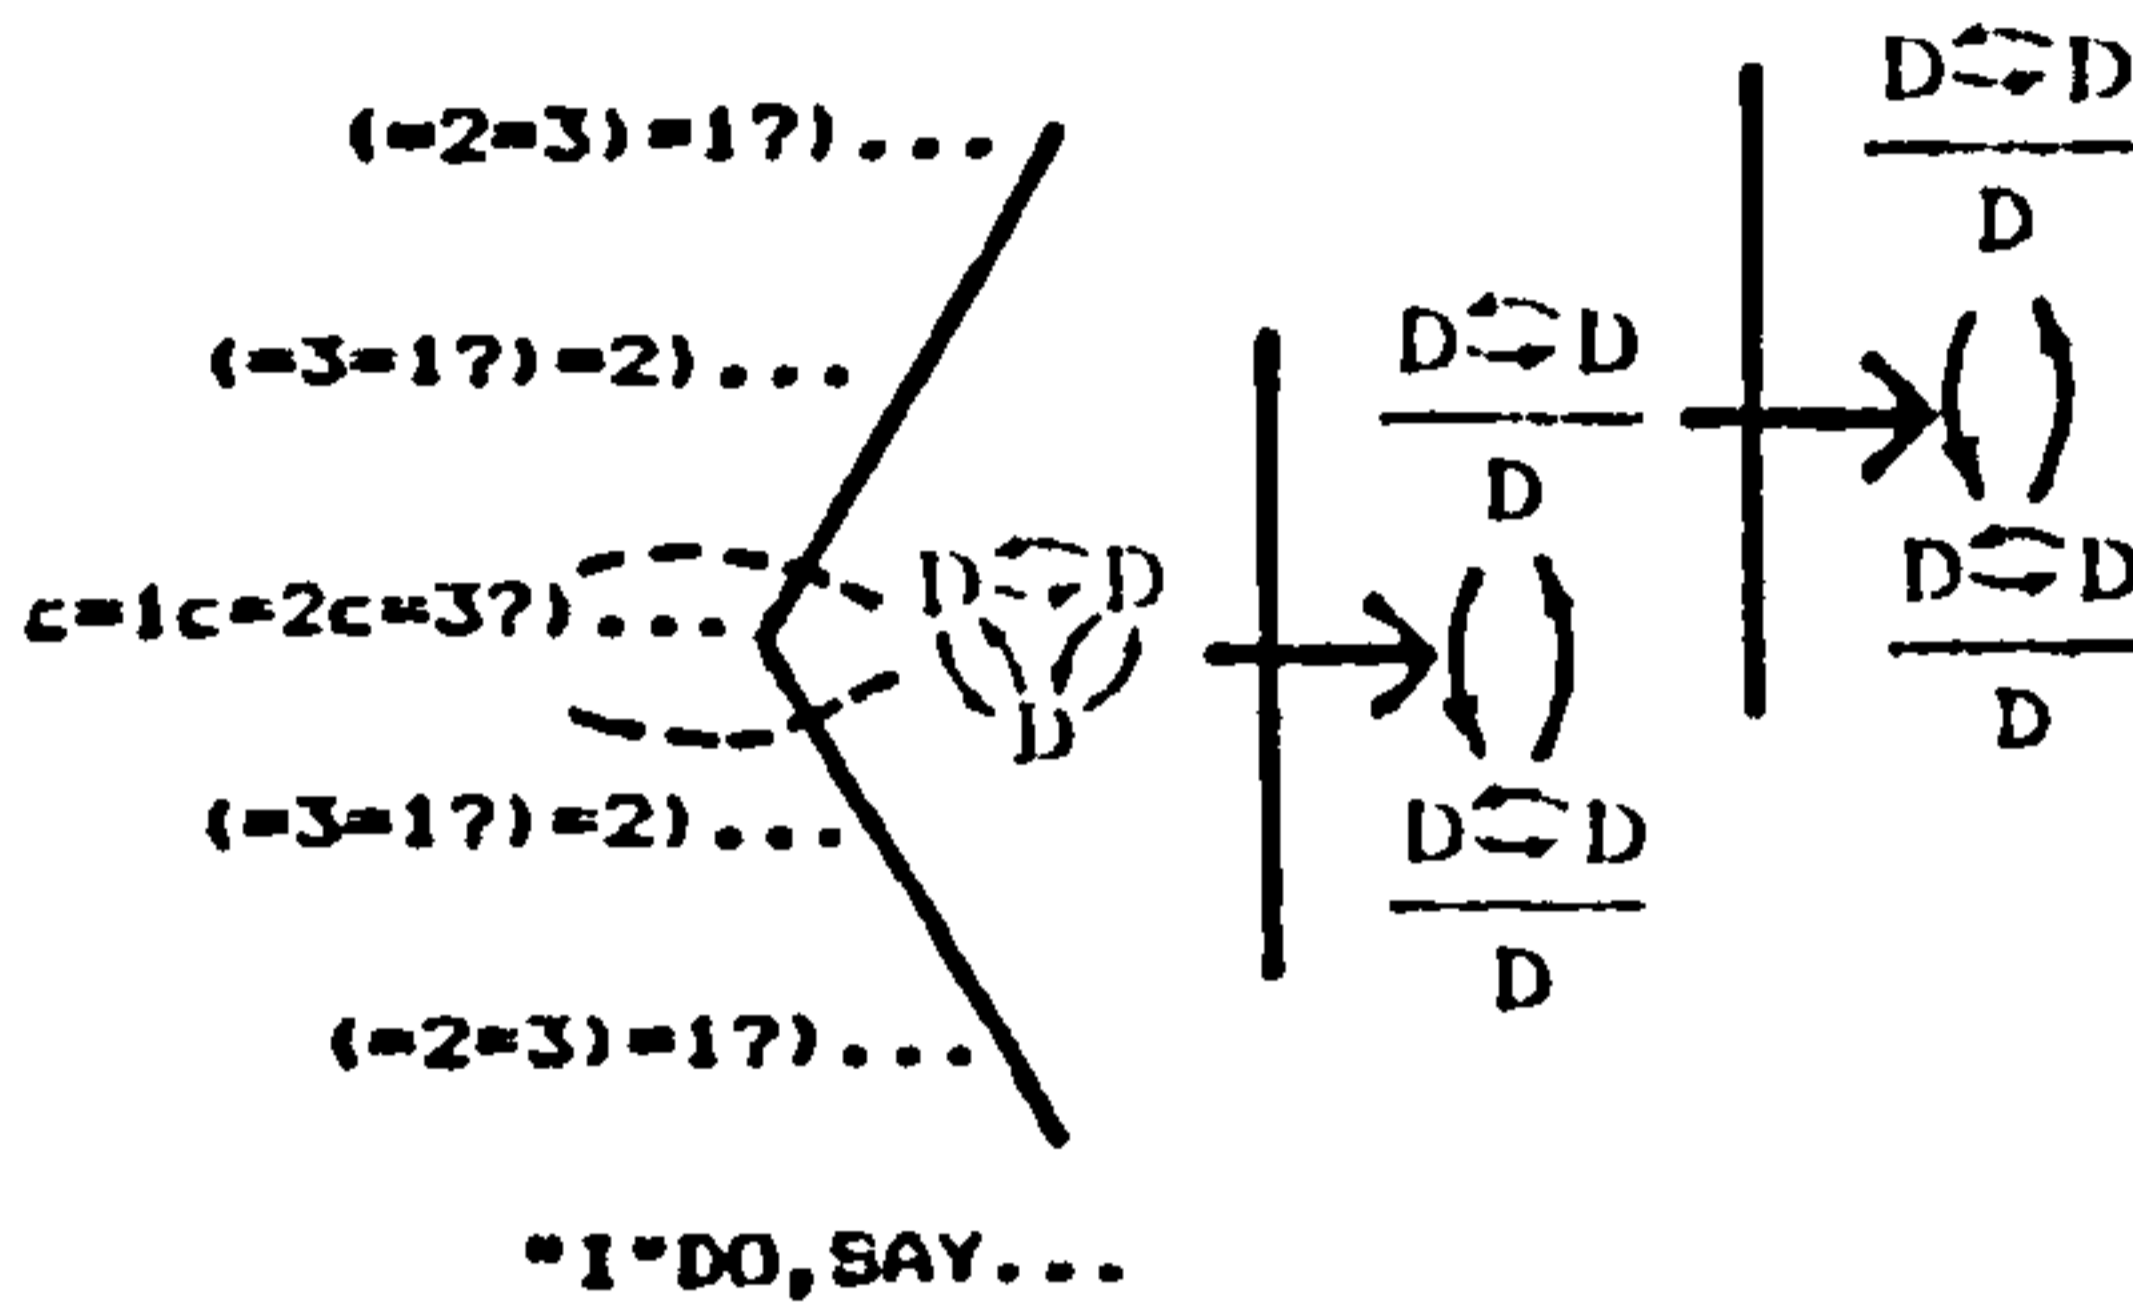 (=2=3)=1?)...
(=3=1?)=2)...
c=1c=2c=3?)...
(=3=1?)=2)...
(=2=3)=1?)...
"I"DO,SAY...
D D
D
D
D D
D
D D
D
D D
D
D D
D